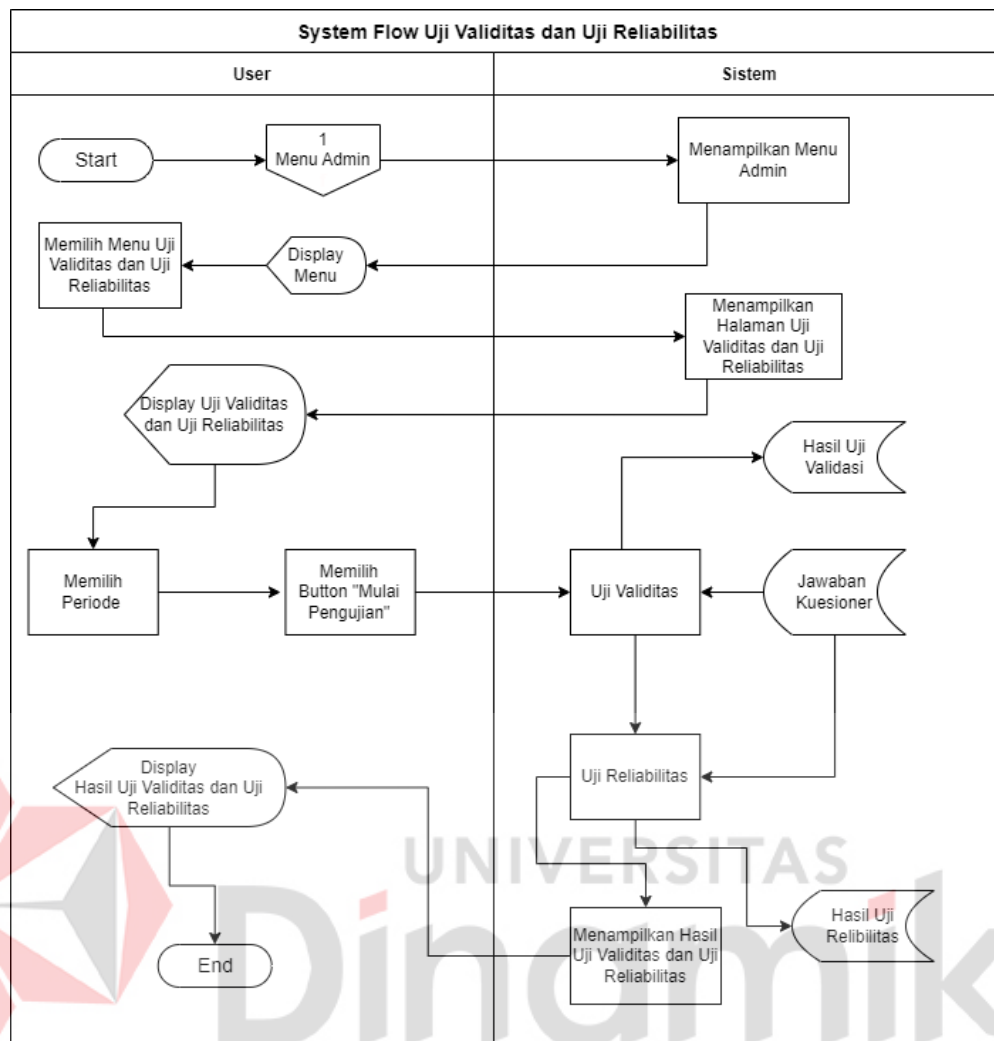 System Flow Uji Validitas dan Uji Reliabilitas
User
Sistem
Start
1
Menu Admin
Menampilkan Menu
Admin
Memilih Menu Uji
Validitas dan Uji
Reliabilitas
Display
Menu
Menampilkan
Halaman Uji
Validitas dan Uji
Reliabilitas
Display Uji Validitas
dan Uji Reliabilitas
Hasil Uji
Validasi
Memilih
Periode
Memilih
Button "Mulai
Pengujian"
Uji Validitas
Jawaban
Kuesioner
Display
Hasil Uji Validitas dan Uji
Reliabilitas
Uji Reliabilitas
UNIVERSITAS
Dinamik
Menampilkan Hasil
Uji Validitas dan Uji
Reliabilitas
Hasil Uji
Relibilitas
End